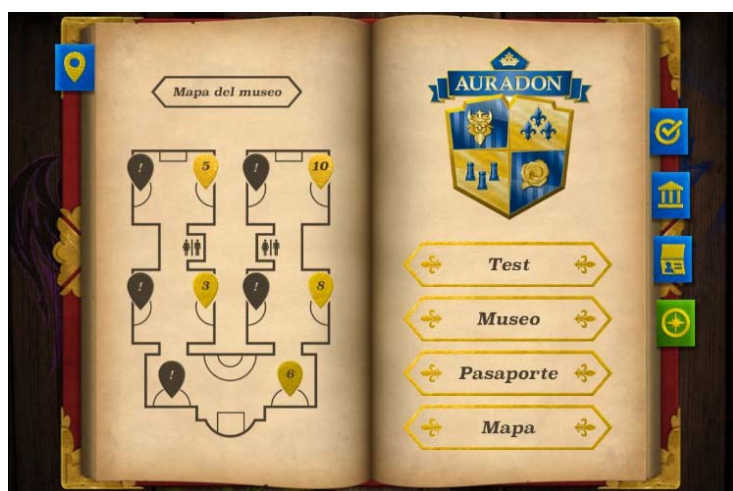 Mapa del museo
! 5 ! 10
! 3 ! 8
! 6
AURADON
Test
Museo
Pasaporte
Mapa